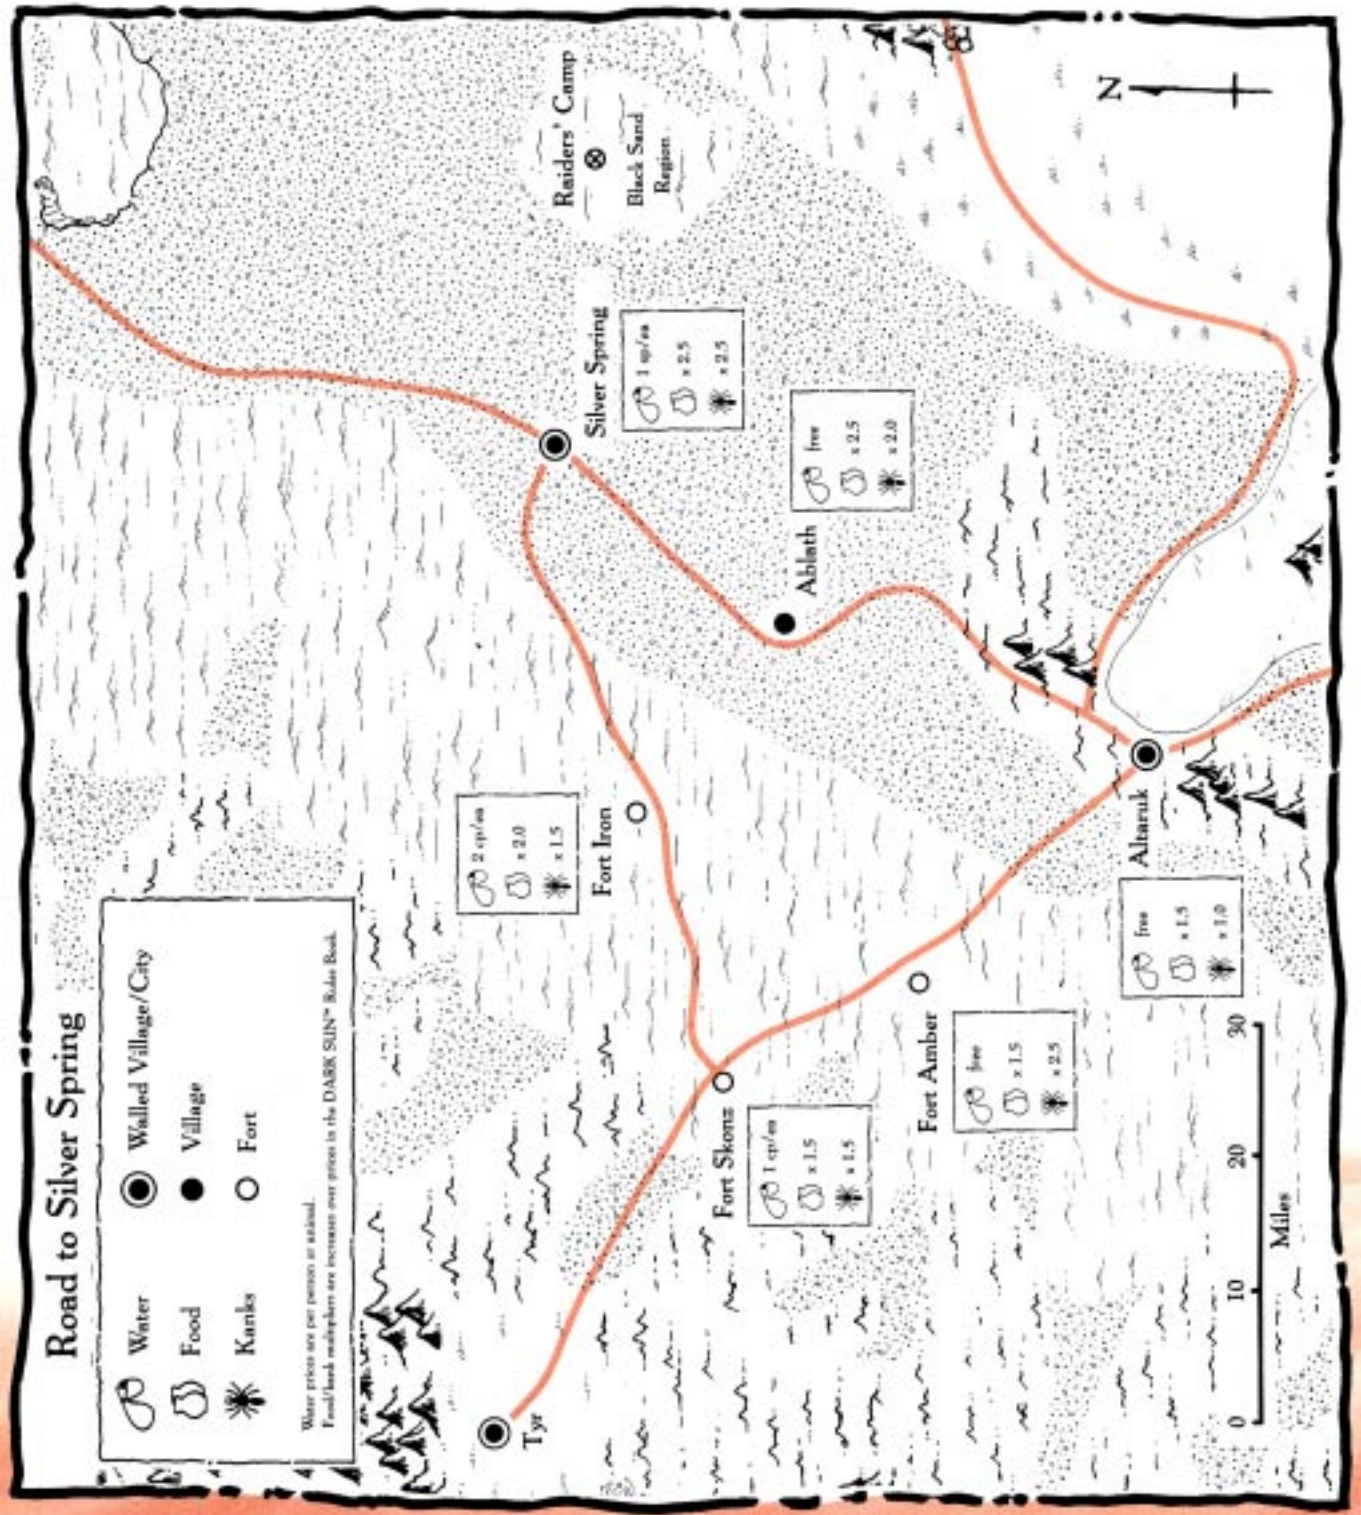 Road to Silver Spring
Water
Food
Kanks
Walled Village/City
Village
Fort
Water prices are per person or animal.
Food/kank multipliers are increases over prices in the DARK SUN™ Rules Book.
Tyr
Fort Skonz
1 cp/ea
x 1.5
x 1.5
Fort Iron
2 cp/ea
x 2.0
x 1.5
Fort Amber
free
x 1.5
x 2.5
Altaruk
free
x 1.5
x 1.0
Ablath
free
x 2.5
x 2.0
Silver Spring
x 2.5
x 2.5
Raiders' Camp
Black Sand
Region
N
0 10 20 30
Miles